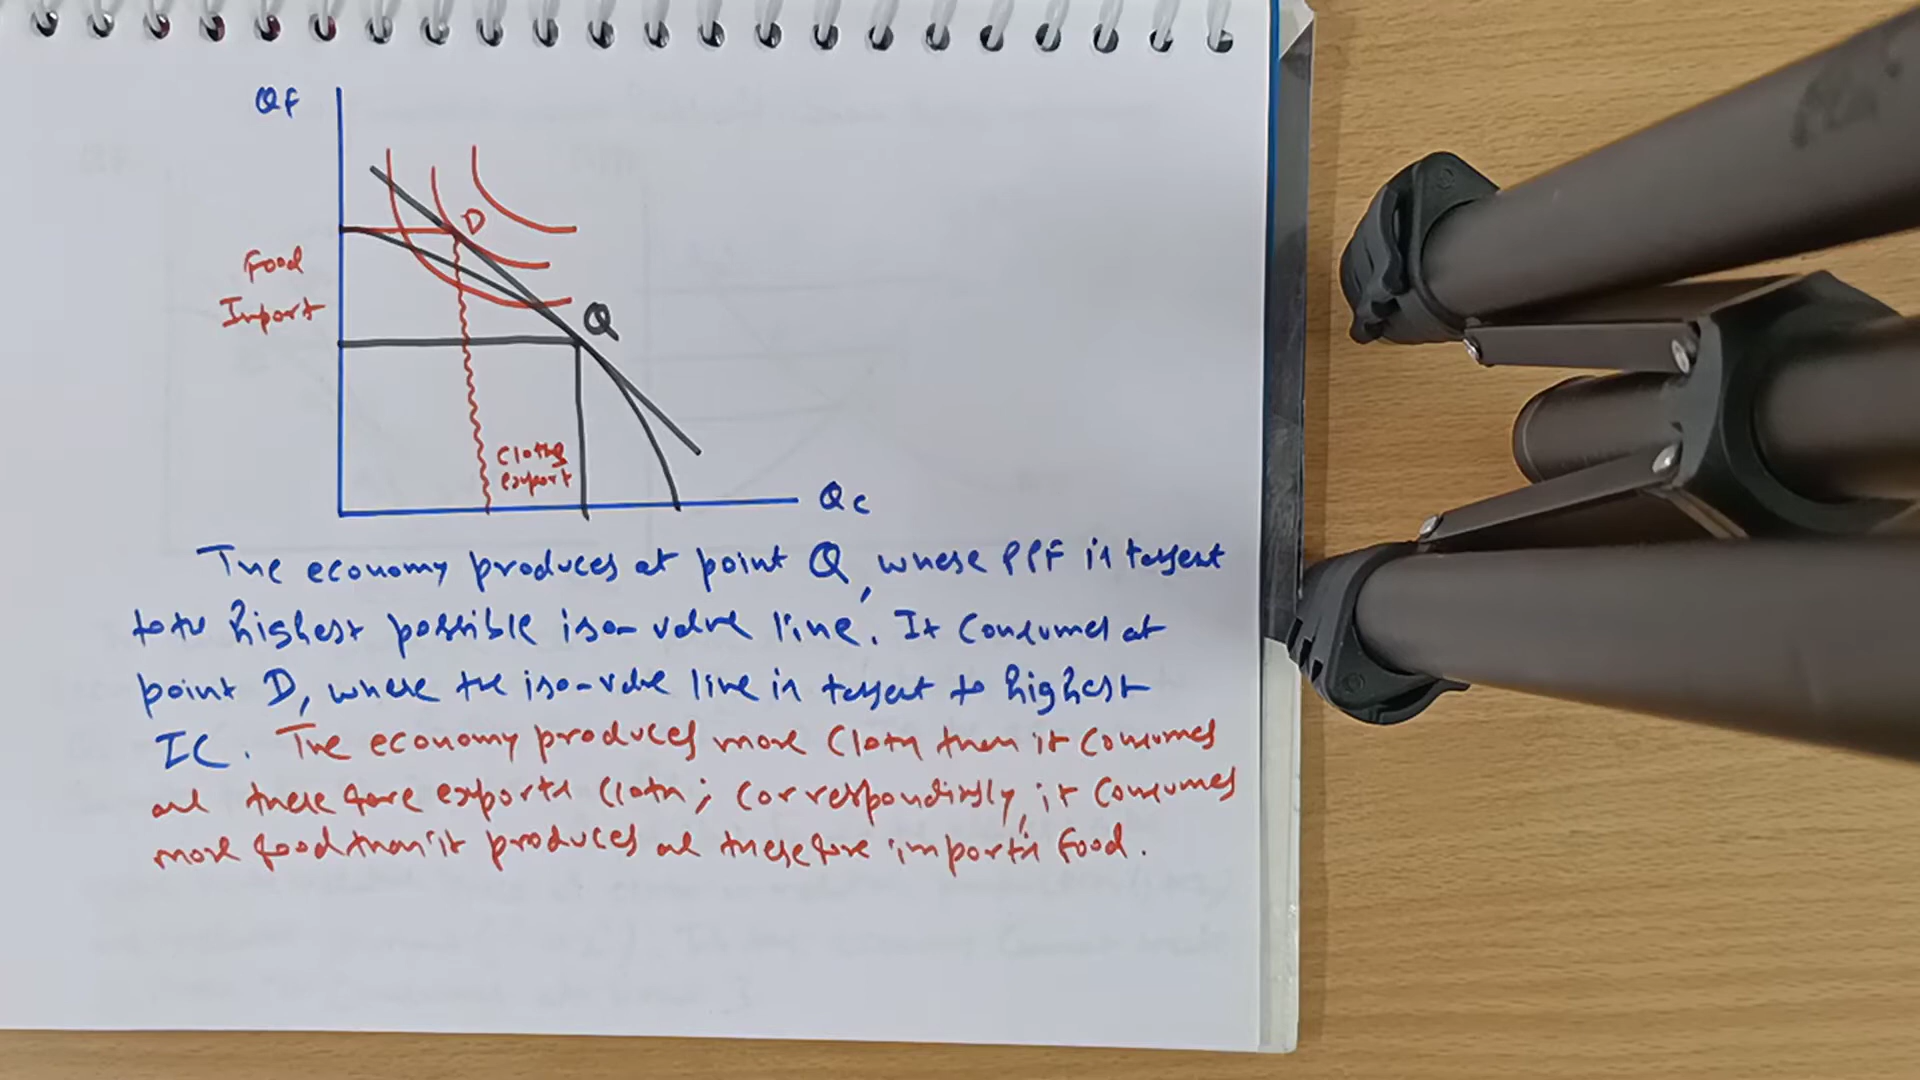 QF
D
Food
Import
Q
Cloths
export
Qc
The economy produces at point Q, where PPF is tangent
to the highest possible iso-value line. It consumes at
point D, where the iso-value line is tangent to highest
IC. The economy produces more cloth than it consumes
and therefore exports cloth; correspondingly, it consumes
more food than it produces and therefore imports food.